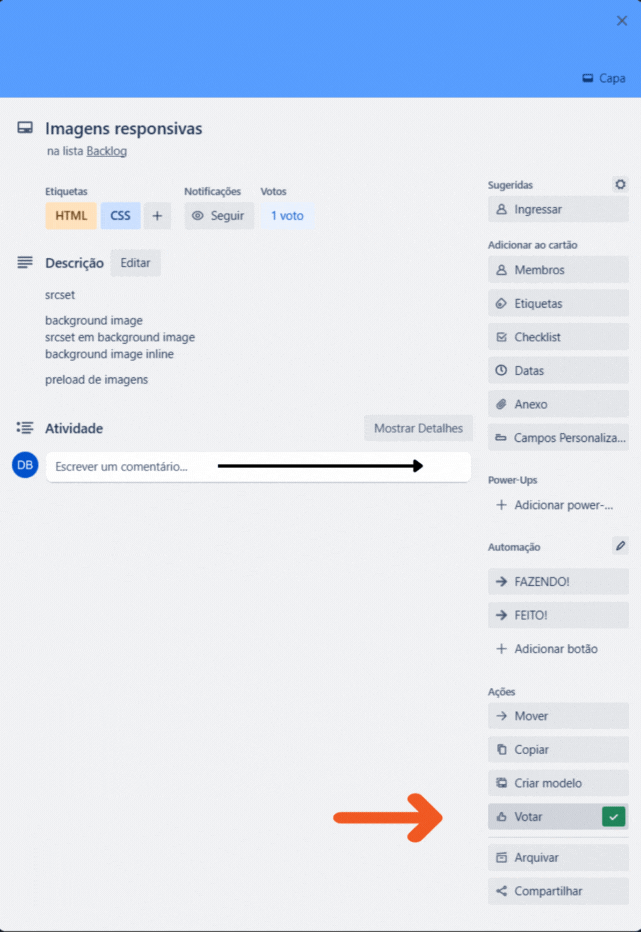 Capa
Imagens responsivas
na lista Backlog
Etiquetas
HTML
CSS
Notificações
Seguir
Votos
1 voto
Descrição
Editar
srcset
background image
srcset em background image
background image inline
preload de imagens
Atividade
Mostrar Detalhes
DB
Escrever um comentário...
Sugeridas
Ingressar
Adicionar ao cartão
Membros
Etiquetas
Checklist
Datas
Anexo
Campos Personaliza...
Power-Ups
+ Adicionar power-...
Automação
FAZENDO!
FEITO!
+ Adicionar botão
Ações
Mover
Copiar
Criar modelo
Votar
Arquivar
Compartilhar